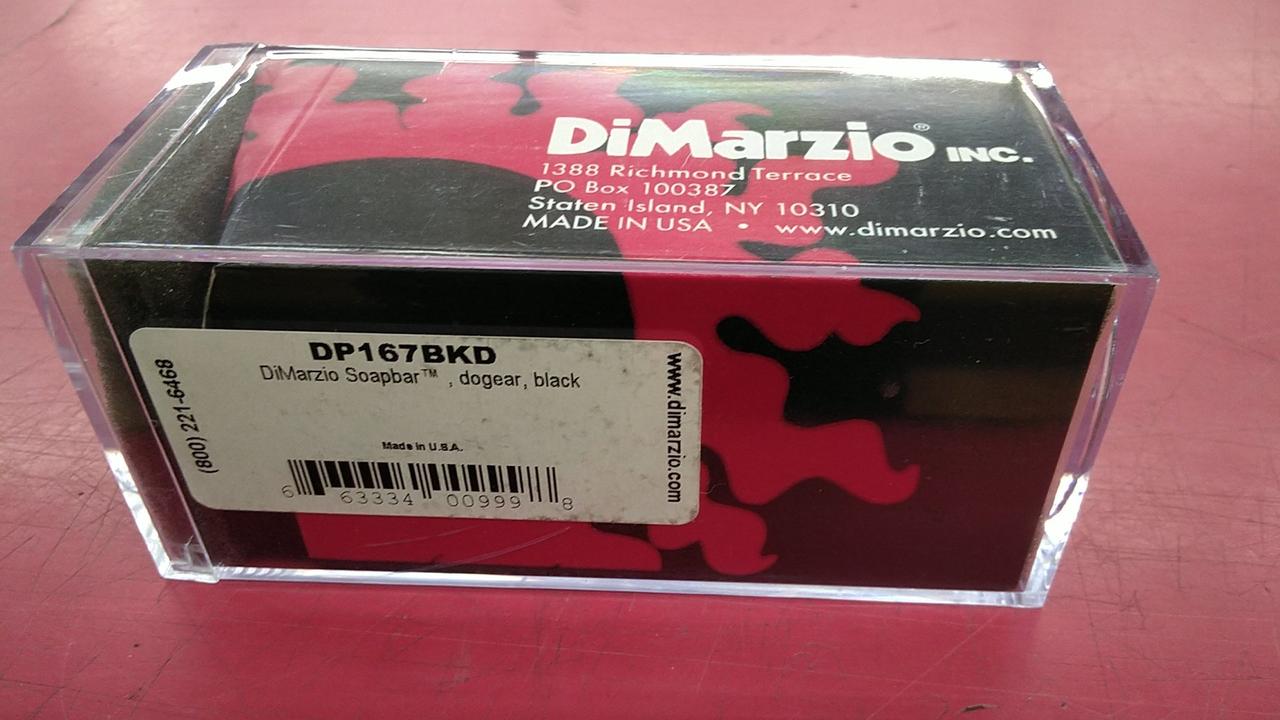 DiMarzio® INC.
1388 Richmond Terrace
PO Box 100387
Staten Island, NY 10310
MADE IN USA • www.dimarzio.com
DP167BKD
DiMarzio Soapbar™ , dogear, black
(800) 221-6468
www.dimarzio.com
Made in U.S.A.
6 63334 00999 8